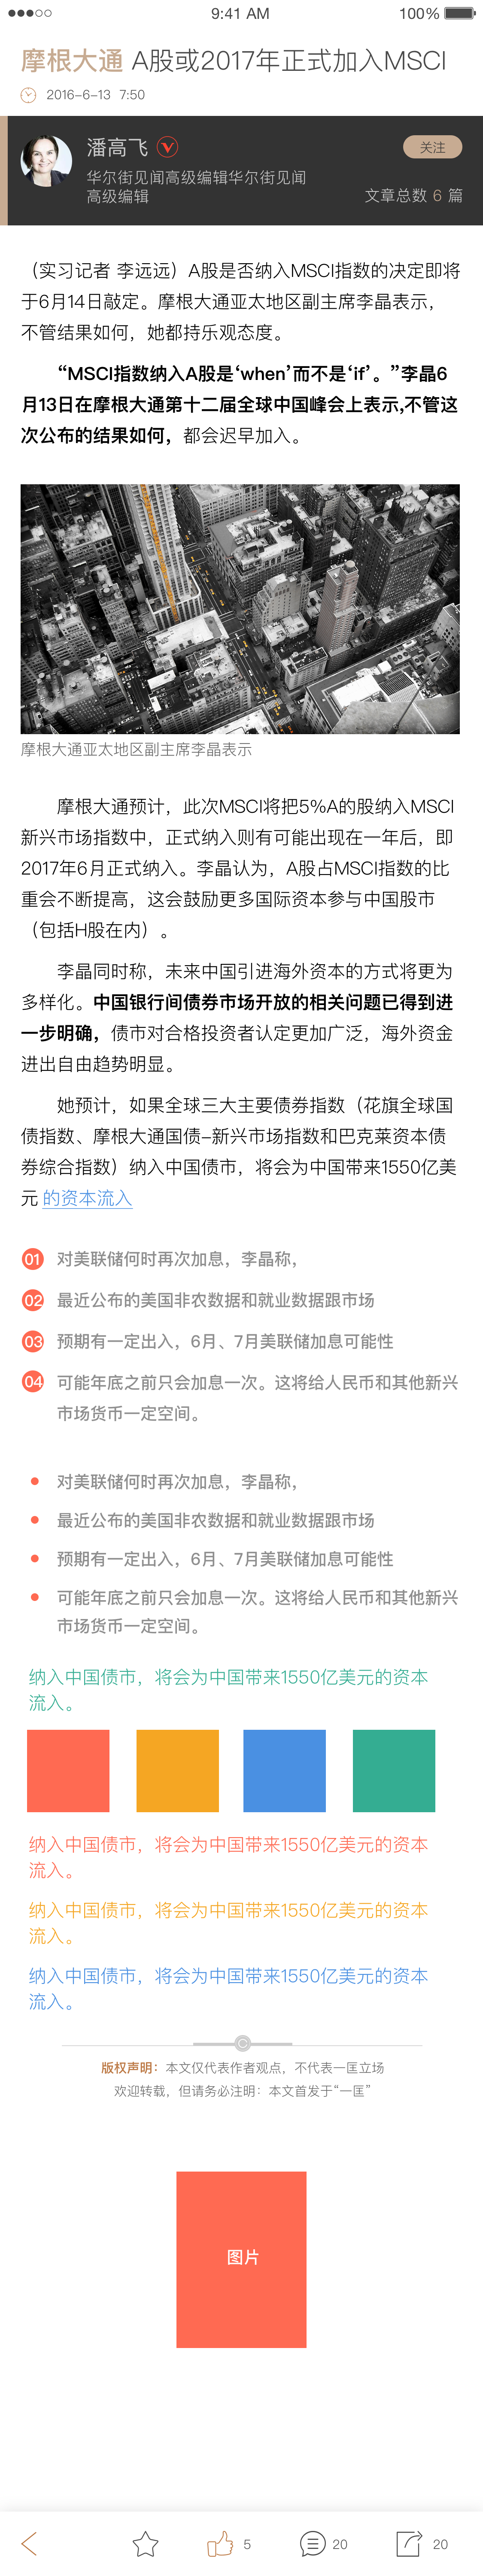 9:41 AM
100%
摩根大通 A股或2017年正式加入MSCI
2016-6-13 7:50
潘高飞
关注
华尔街见闻高级编辑华尔街见闻
高级编辑
文章总数 6 篇
（实习记者 李远远）A股是否纳入MSCI指数的决定即将
于6月14日敲定。摩根大通亚太地区副主席李晶表示，
不管结果如何，她都持乐观态度。
“MSCI指数纳入A股是‘when’而不是‘if’。”李晶6
月13日在摩根大通第十二届全球中国峰会上表示,不管这
次公布的结果如何，都会迟早加入。
摩根大通亚太地区副主席李晶表示
摩根大通预计，此次MSCI将把5%A的股纳入MSCI
新兴市场指数中，正式纳入则有可能出现在一年后，即
2017年6月正式纳入。李晶认为，A股占MSCI指数的比
重会不断提高，这会鼓励更多国际资本参与中国股市
（包括H股在内）。
李晶同时称，未来中国引进海外资本的方式将更为
多样化。中国银行间债券市场开放的相关问题已得到进
一步明确，债市对合格投资者认定更加广泛，海外资金
进出自由趋势明显。
她预计，如果全球三大主要债券指数（花旗全球国
债指数、摩根大通国债-新兴市场指数和巴克莱资本债
券综合指数）纳入中国债市，将会为中国带来1550亿美
元 的资本流入
01 对美联储何时再次加息，李晶称，
02 最近公布的美国非农数据和就业数据跟市场
03 预期有一定出入，6月、7月美联储加息可能性
04 可能年底之前只会加息一次。这将给人民币和其他新兴
市场货币一定空间。
对美联储何时再次加息，李晶称，
最近公布的美国非农数据和就业数据跟市场
预期有一定出入，6月、7月美联储加息可能性
可能年底之前只会加息一次。这将给人民币和其他新兴
市场货币一定空间。
纳入中国债市，将会为中国带来1550亿美元的资本
流入。
纳入中国债市，将会为中国带来1550亿美元的资本
流入。
纳入中国债市，将会为中国带来1550亿美元的资本
流入。
纳入中国债市，将会为中国带来1550亿美元的资本
流入。
版权声明：本文仅代表作者观点，不代表一匡立场
欢迎转载，但请务必注明：本文首发于“一匡”
图片
5
20
20